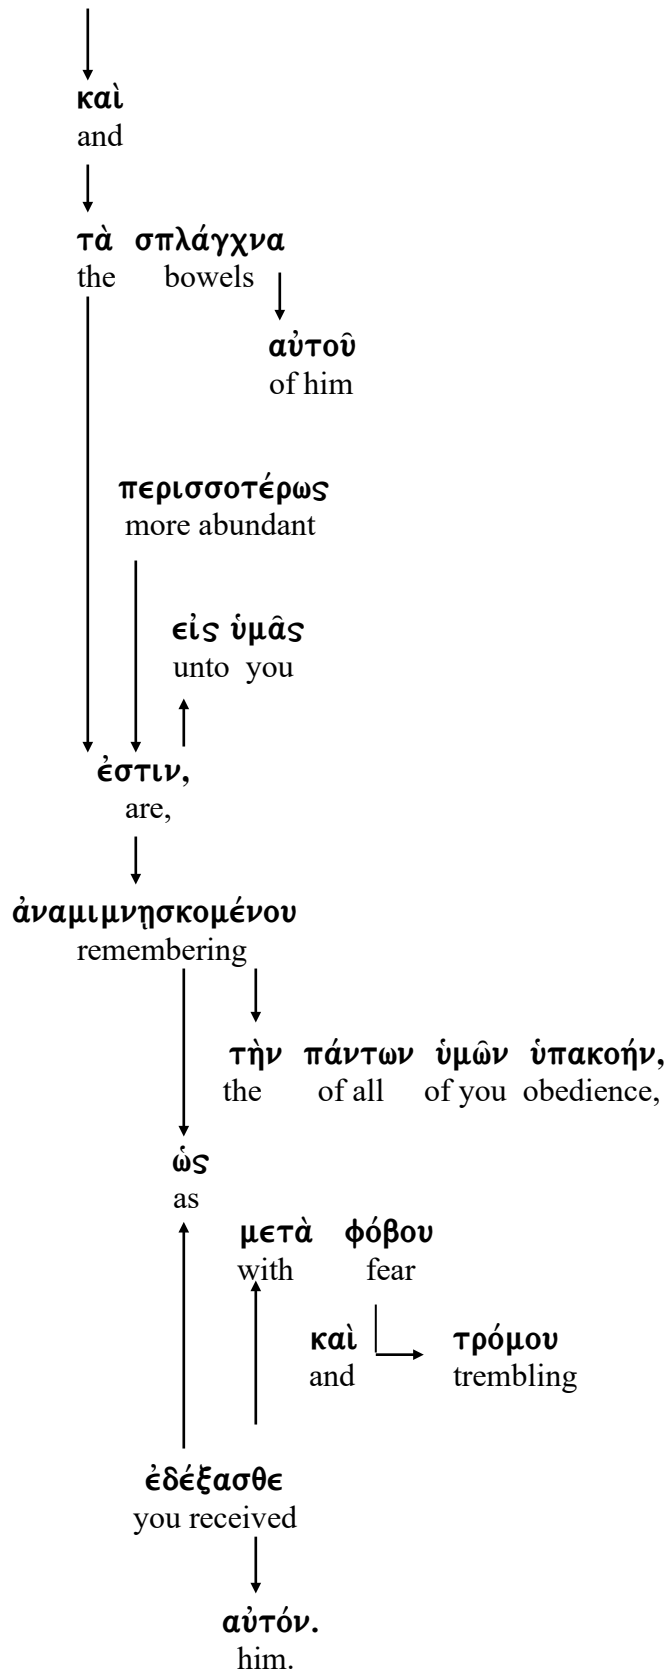 καὶ
and
τὰ σπλάγχνα
the bowels
αὐτοῦ
of him
περισσοτέρως
more abundant
εἰς ὑμᾶς
unto you
ἐστιν,
are,
ἀναμιμνῃσκομένου
remembering
τὴν πάντων ὑμῶν ὑπακοήν,
the of all of you obedience,
ὡς
as
μετὰ φόβου
with fear
καὶ τρόμου
and trembling
ἐδέξασθε
you received
αὐτόν.
him.